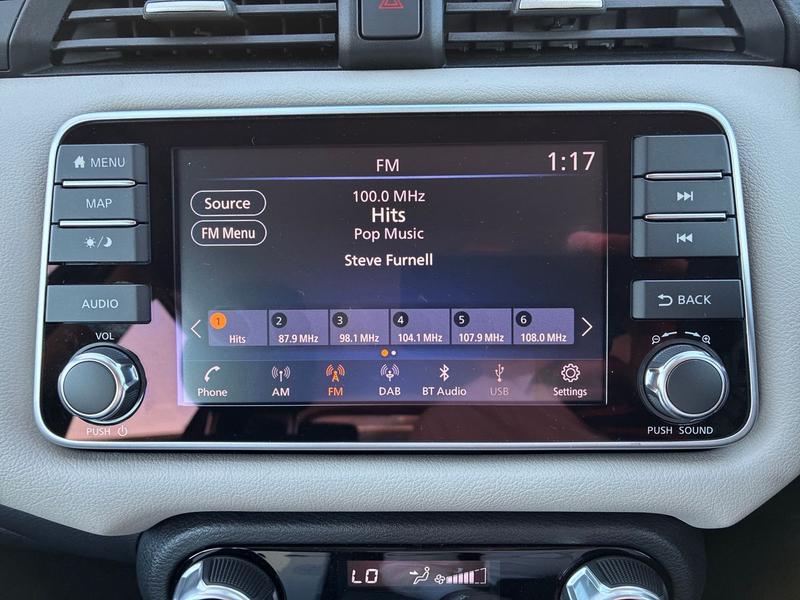 MENU
MAP
AUDIO
VOL
PUSH
FM
1:17
Source
FM Menu
100.0 MHz
Hits
Pop Music
Steve Furnell
1
Hits
2
87.9 MHz
3
98.1 MHz
4
104.1 MHz
5
107.9 MHz
6
108.0 MHz
Phone
AM
FM
DAB
BT Audio
USB
Settings
BACK
PUSH SOUND
LO